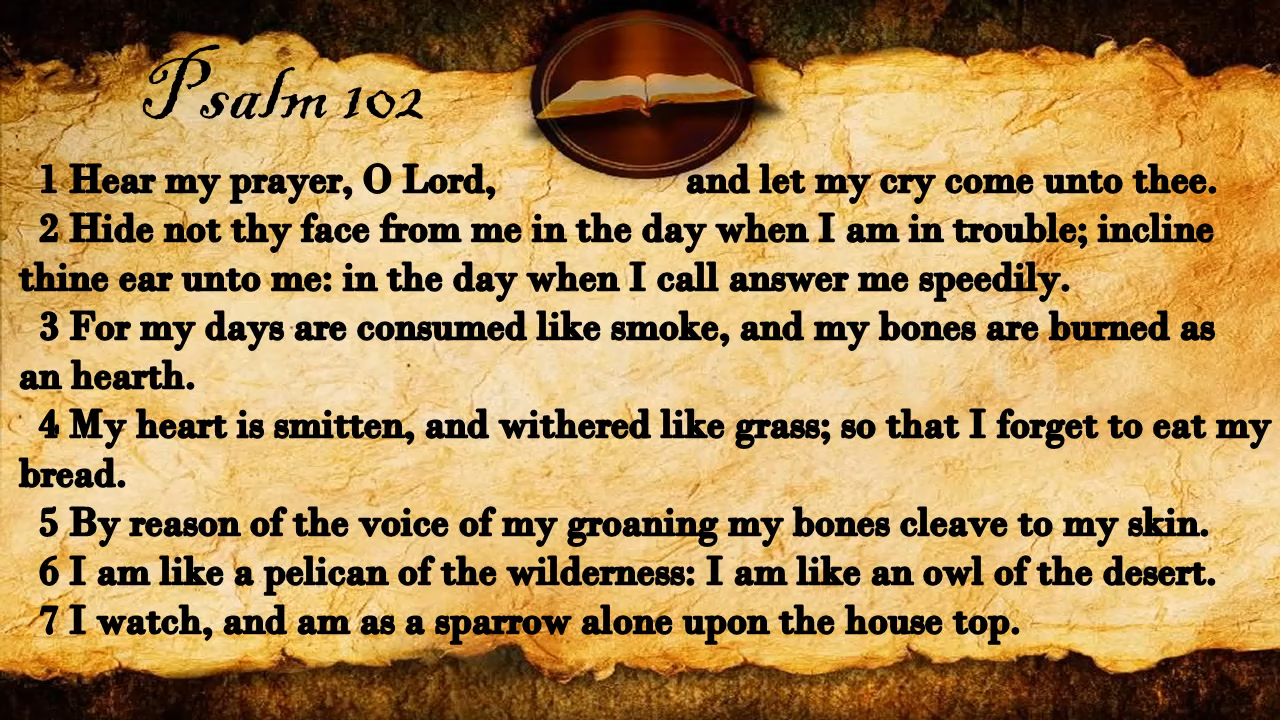 Psalm 102
1 Hear my prayer, O Lord, and let my cry come unto thee.
2 Hide not thy face from me in the day when I am in trouble; incline
thine ear unto me: in the day when I call answer me speedily.
3 For my days are consumed like smoke, and my bones are burned as
an hearth.
4 My heart is smitten, and withered like grass; so that I forget to eat my
bread.
5 By reason of the voice of my groaning my bones cleave to my skin.
6 I am like a pelican of the wilderness: I am like an owl of the desert.
7 I watch, and am as a sparrow alone upon the house top.